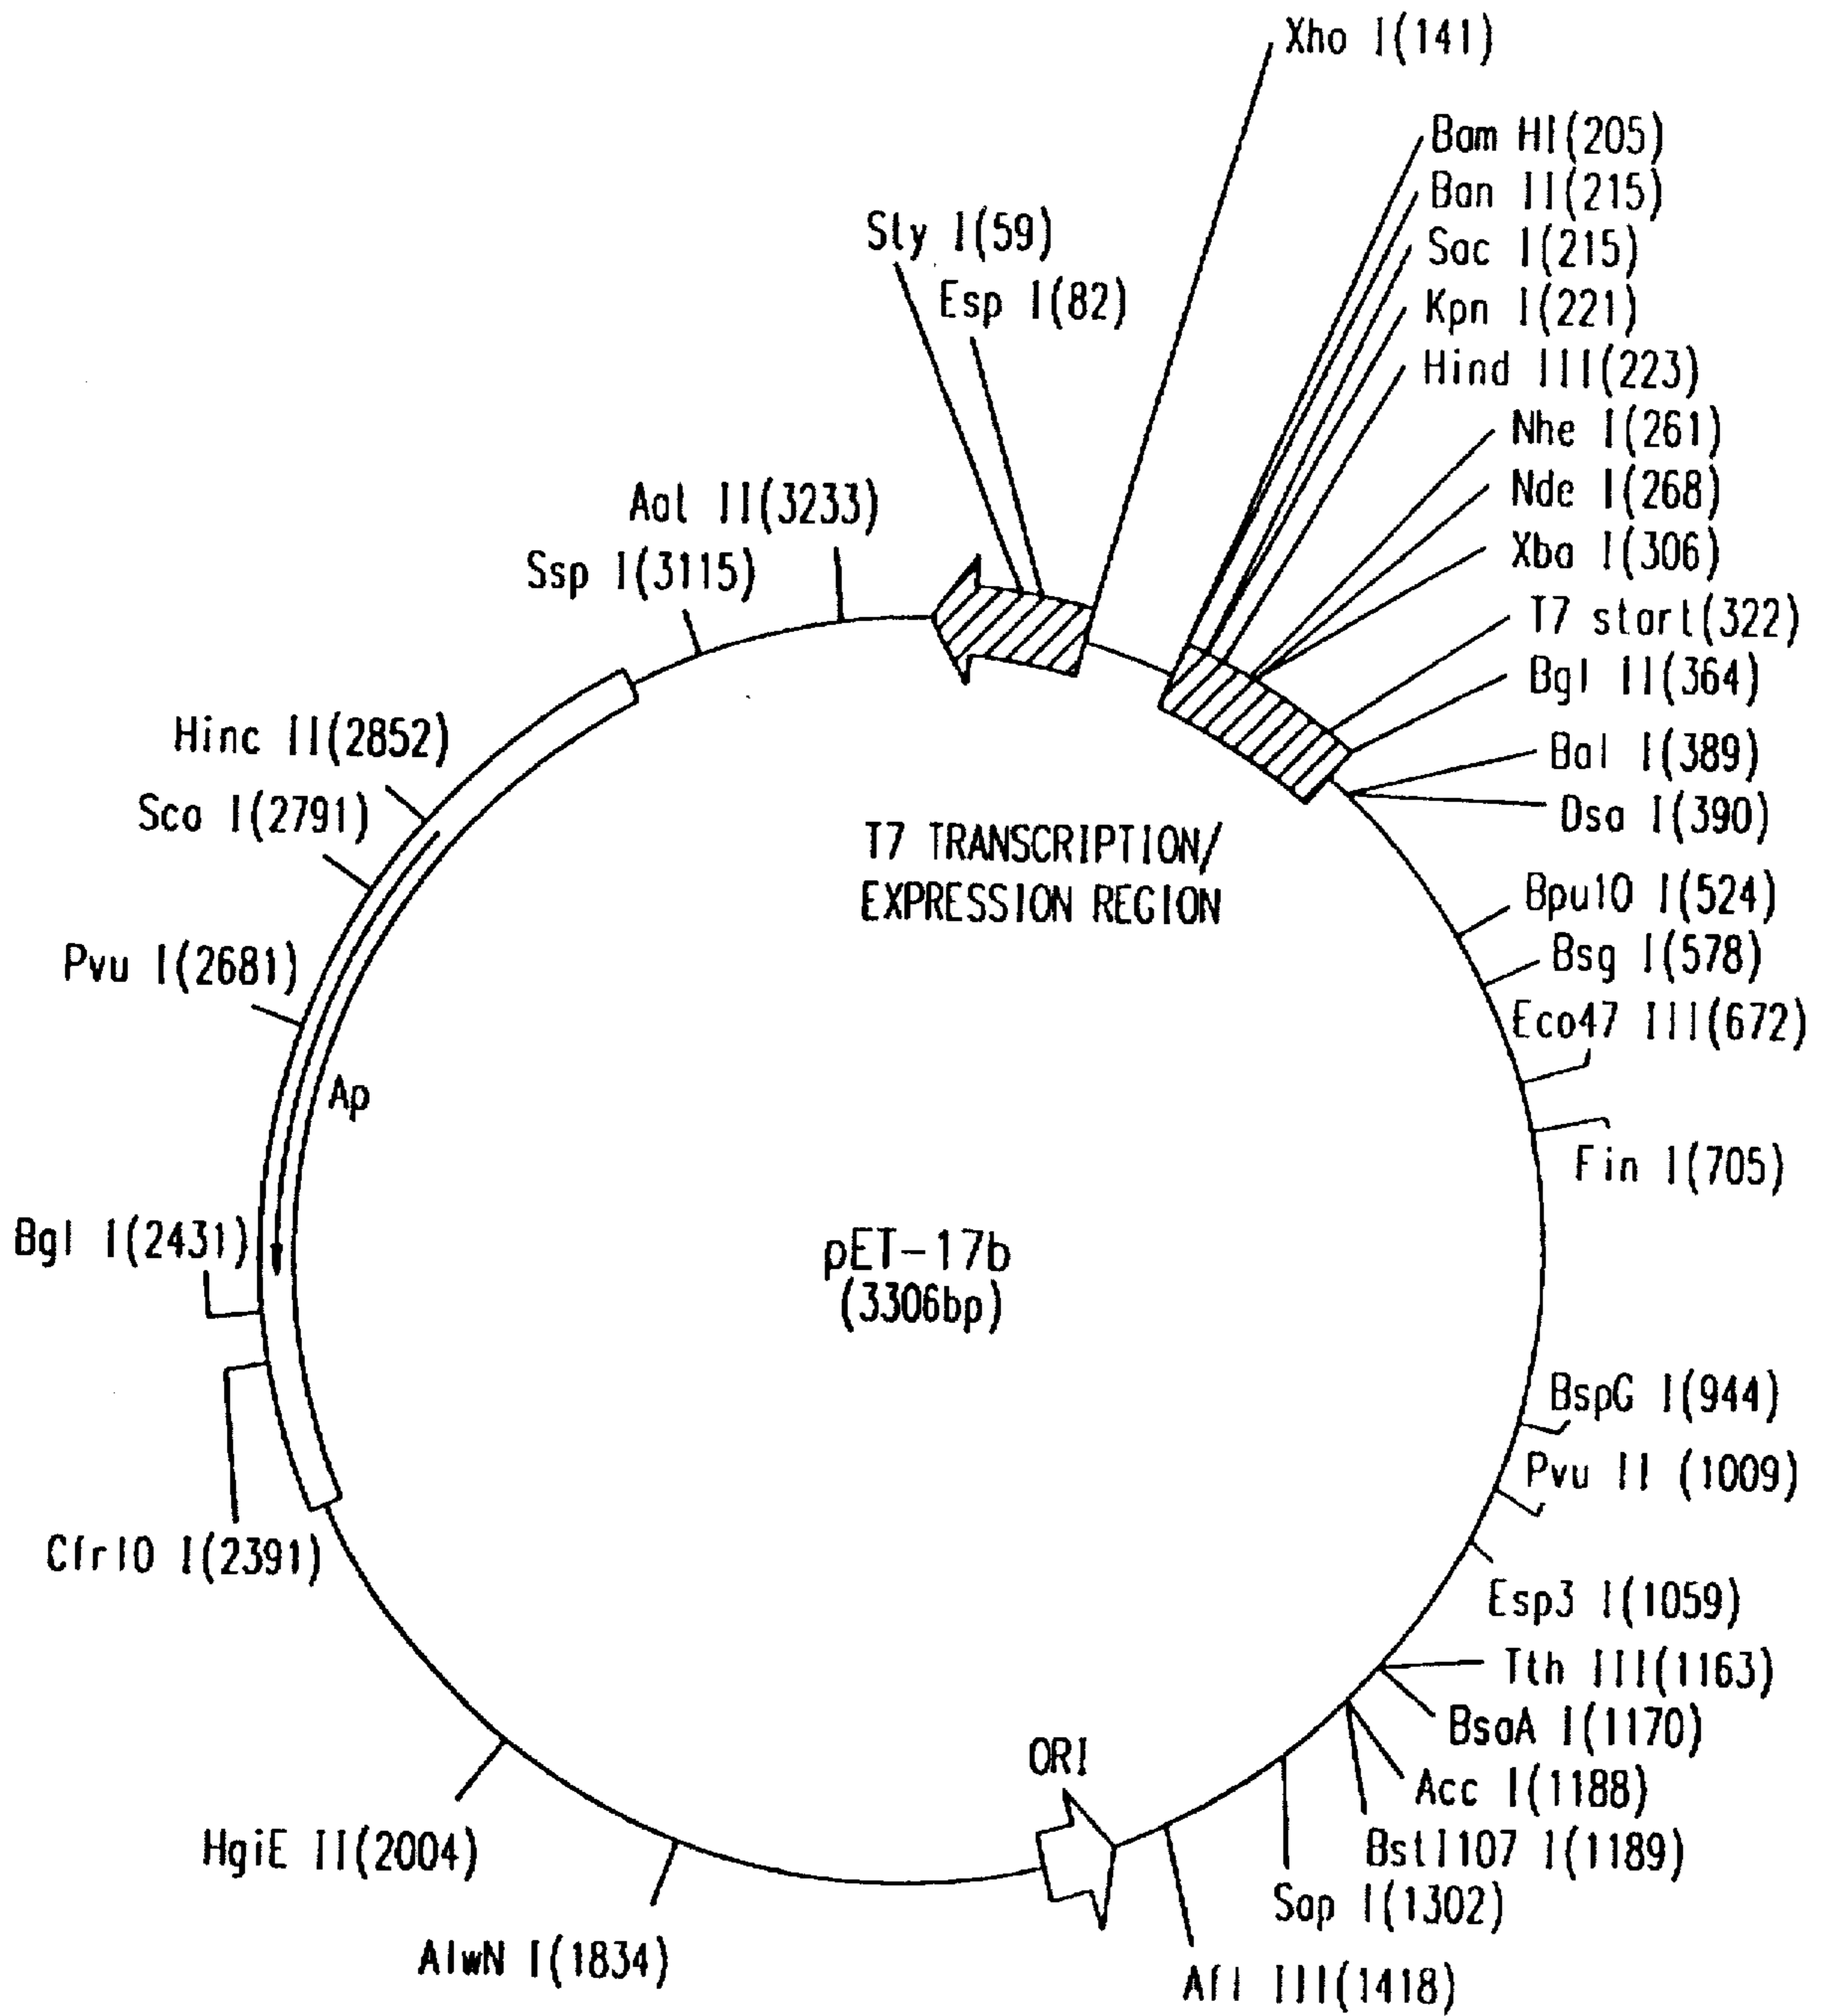 Xho I(141)
Bam HI(205)
Ban II(215)
Sac I(215)
Kpn I(221)
Hind III(223)
Nhe I(261)
Nde I(268)
Xba I(306)
T7 start(322)
Bgl II(364)
Bal I(389)
Dsa I(390)
Bpu10 I(524)
Bsg I(578)
Eco47 III(672)
Fin I(705)
BspG I(944)
Pvu II (1009)
Esp3 I(1059)
Tth III(1163)
BsaA I(1170)
Acc I(1188)
Bst1107 I(1189)
Sap I(1302)
Afl III(1418)
ORI
AlwN I(1834)
HgiE II(2004)
Cfr10 I(2391)
Bgl I(2431)
Pvu I(2681)
Sca I(2791)
Hinc II(2852)
Ssp I(3115)
Aat II(3233)
Sty I(59)
Esp I(82)
T7 TRANSCRIPTION/
EXPRESSION REGION
Ap
pET-17b
(3306bp)